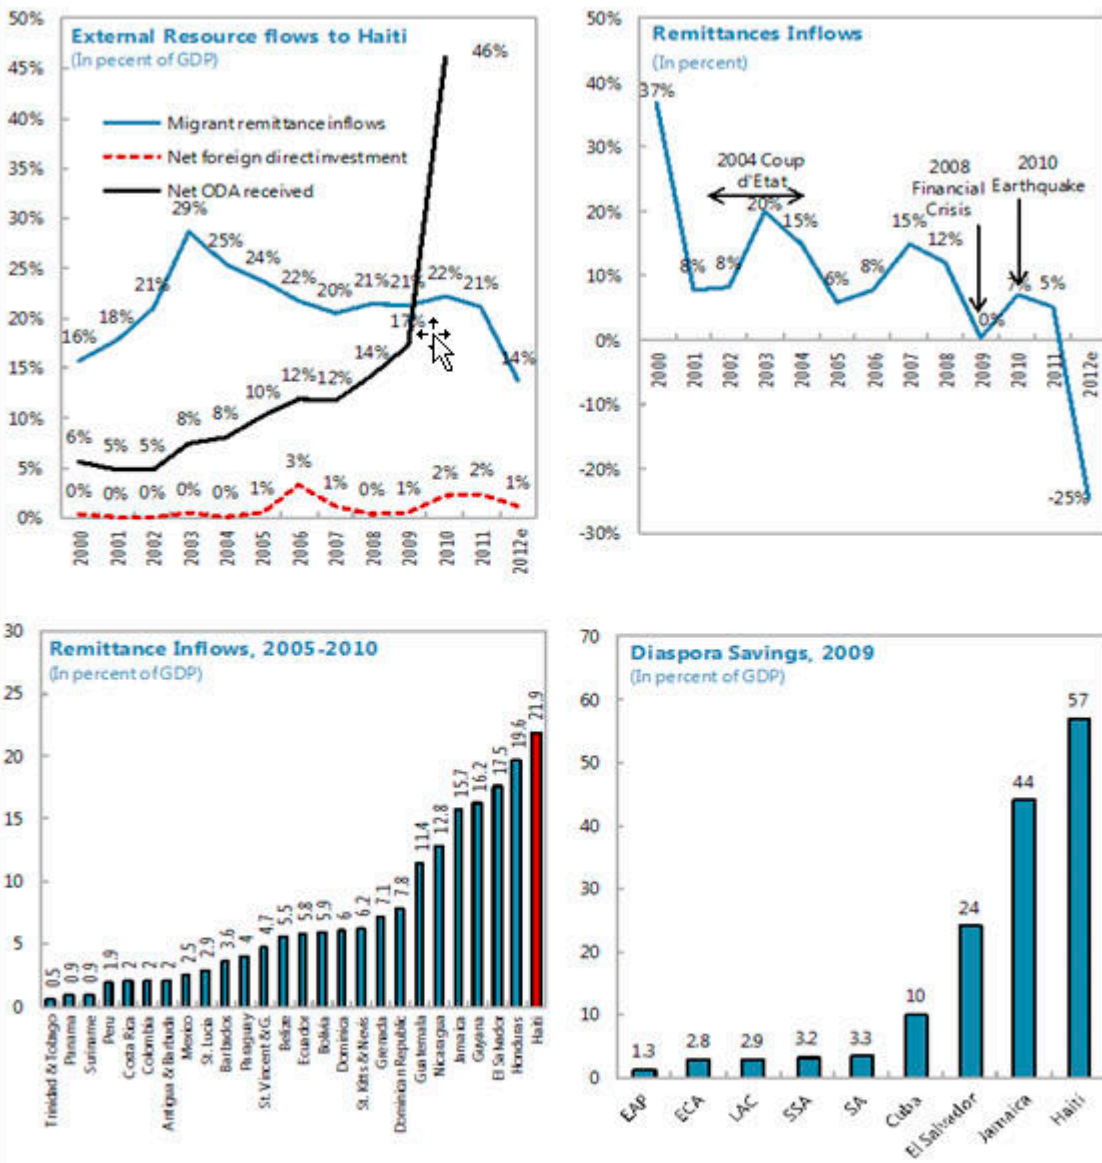 External Resource flows to Haiti
(In pecent of GDP)
50%
45%
40%
35%
30%
25%
20%
15%
10%
5%
0%
Migrant remittance inflows
Net foreign direct investment
Net ODA received
46%
16%
18%
21%
29%
25%
24%
22%
20%
21%
21%
22%
21%
14%
6%
5%
5%
8%
8%
10%
12%
12%
14%
17%
0%
0%
0%
0%
0%
1%
3%
1%
0%
1%
2%
2%
1%
2000
2001
2002
2003
2004
2005
2006
2007
2008
2009
2010
2011
2012e
Remittances Inflows
(In percent)
50%
40%
30%
20%
10%
0%
-10%
-20%
-30%
2004 Coup
d'Etat
2008
Financial
Crisis
2010
Earthquake
37%
8%
8%
20%
15%
6%
8%
15%
12%
0%
7%
5%
-25%
2000
2001
2002
2003
2004
2005
2006
2007
2008
2009
2010
2011
2012e
Remittance Inflows, 2005-2010
(In percent of GDP)
30
25
20
15
10
5
0
0.5
0.9
0.9
1.9
2
2
2
2.5
2.9
3.6
4
4.7
5.5
5.8
5.9
6
6.2
7.1
7.8
11.4
12.8
15.7
16.2
17.5
19.6
21.9
Trinidad & Tobago
Panama
Suriname
Peru
Costa Rica
Colombia
Antigua & Barbuda
Mexico
St. Lucia
Barbados
Paraguay
St. Vincent & G.
Belize
Ecuador
Bolivia
Dominica
St. Kitts & Nevis
Grenada
Dominican Republic
Guatemala
Nicaragua
Jamaica
Guyana
El Salvador
Honduras
Haiti
Diaspora Savings, 2009
(In percent of GDP)
70
60
50
40
30
20
10
0
1.3
2.8
2.9
3.2
3.3
10
24
44
57
EAP
ECA
LAC
SSA
SA
Cuba
El Salvador
Jamaica
Haiti